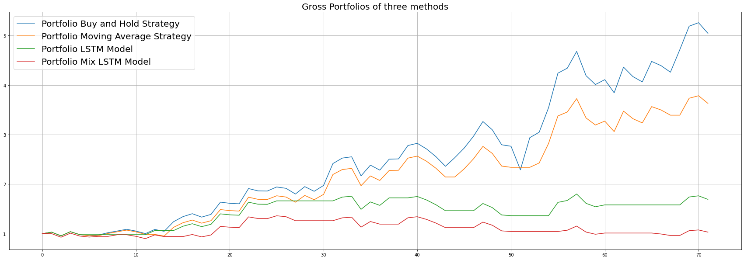 Gross Portfolios of three methods
Portfolio Buy and Hold Strategy
Portfolio Moving Average Strategy
Portfolio LSTM Model
Portfolio Mix LSTM Model
5
4
3
2
1
0 10 20 30 40 50 60 70